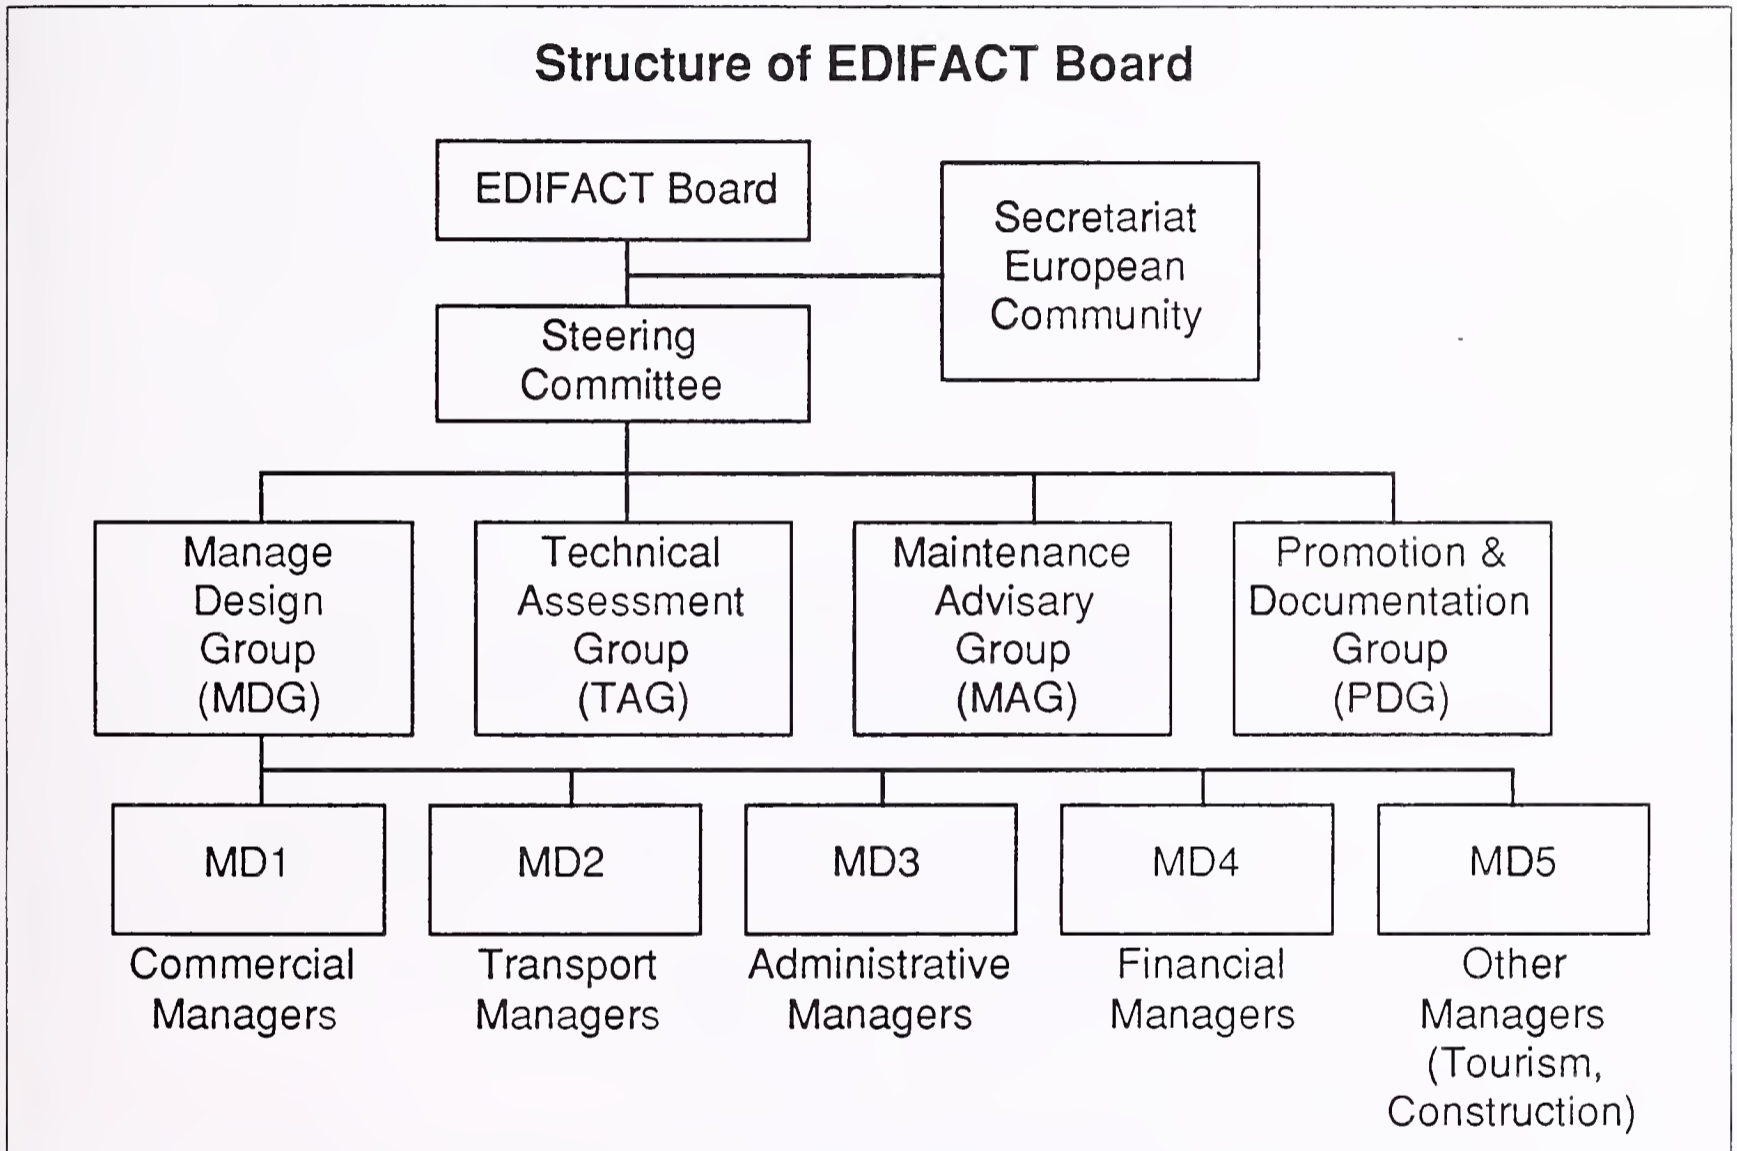 Structure of EDIFACT Board
EDIFACT Board
Secretariat
European
Community
Steering
Committee
Manage
Design
Group
(MDG)
Technical
Assessment
Group
(TAG)
Maintenance
Advisary
Group
(MAG)
Promotion &
Documentation
Group
(PDG)
MD1
MD2
MD3
MD4
MD5
Commercial
Managers
Transport
Managers
Administrative
Managers
Financial
Managers
Other
Managers
(Tourism,
Construction)